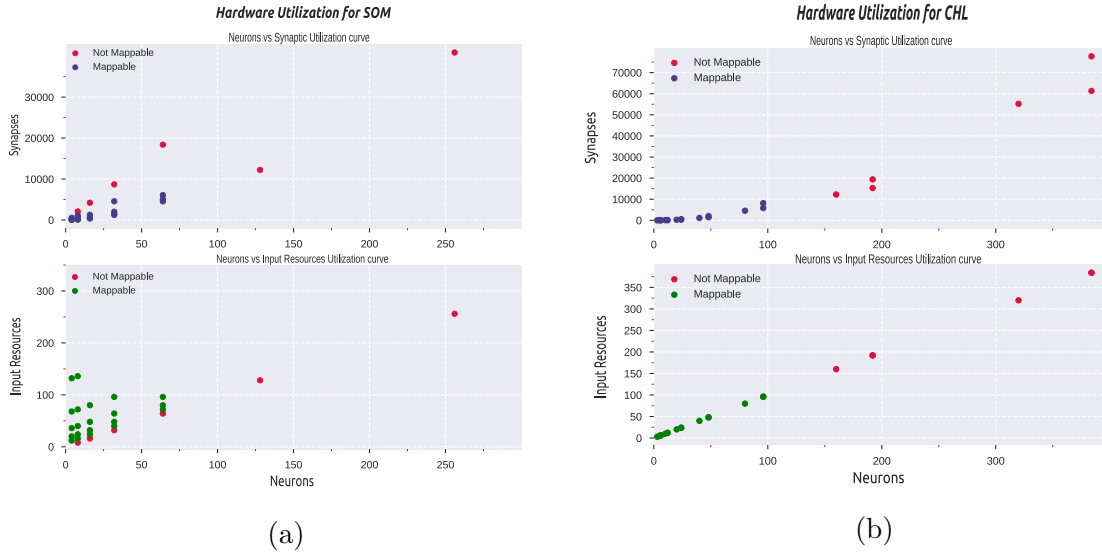 Hardware Utilization for SOM
Neurons vs Synaptic Utilization curve
Not Mappable
Mappable
Synapses
30000
20000
10000
0
0 50 100 150 200 250
Neurons vs Input Resources Utilization curve
Not Mappable
Mappable
Input Resources
300
200
100
0
0 50 100 150 200 250
Neurons
(a)
Hardware Utilization for CHL
Neurons vs Synaptic Utilization curve
Not Mappable
Mappable
Synapses
70000
60000
50000
40000
30000
20000
10000
0
0 100 200 300
Neurons vs Input Resources Utilization curve
Not Mappable
Mappable
Input Resources
350
300
250
200
150
100
50
0
0 100 200 300
Neurons
(b)